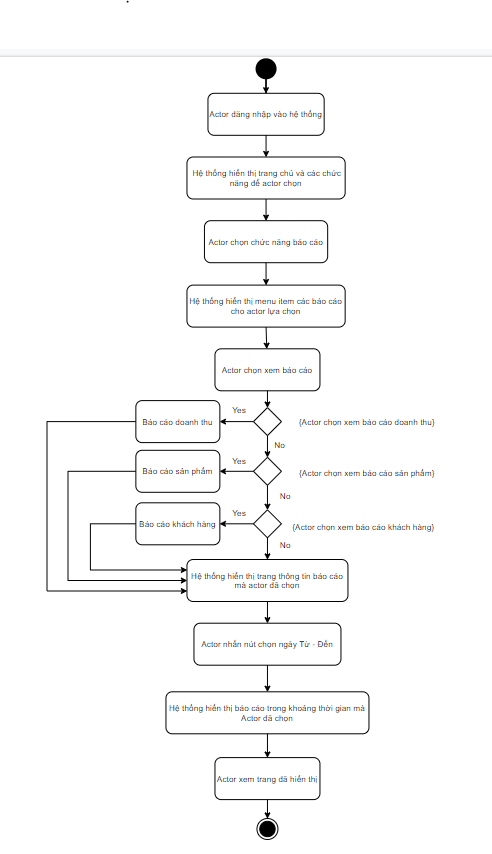 Actor đăng nhập vào hệ thống
Hệ thống hiển thị trang chủ và các chức
năng để actor chọn
Actor chọn chức năng báo cáo
Hệ thống hiển thị menu item các báo cáo
cho actor lựa chọn
Actor chọn xem báo cáo
Yes
Báo cáo doanh thu
{Actor chọn xem báo cáo doanh thu}
No
Yes
Báo cáo sản phẩm
{Actor chọn xem báo cáo sản phẩm}
No
Yes
Báo cáo khách hàng
{Actor chọn xem báo cáo khách hàng}
No
Hệ thống hiển thị trang thông tin báo cáo
mà actor đã chọn
Actor nhấn nút chọn ngày Từ - Đến
Hệ thống hiển thị báo cáo trong khoảng thời gian mà
Actor đã chọn
Actor xem trang đã hiển thị